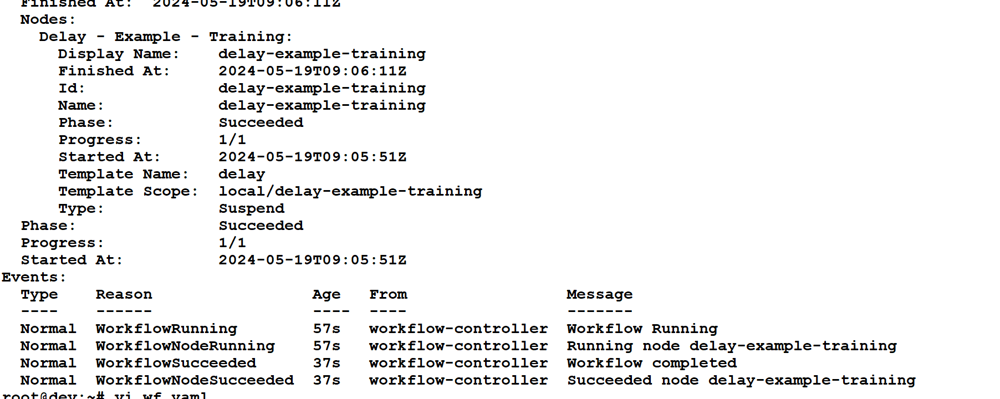 Finished At:  2024-05-19T09:06:11Z
Nodes:
Delay - Example - Training:
Display Name:    delay-example-training
Finished At:     2024-05-19T09:06:11Z
Id:              delay-example-training
Name:            delay-example-training
Phase:           Succeeded
Progress:        1/1
Started At:      2024-05-19T09:05:51Z
Template Name:   delay
Template Scope:  local/delay-example-training
Type:            Suspend
Phase:                 Succeeded
Progress:              1/1
Started At:            2024-05-19T09:05:51Z
Events:
Type    Reason                 Age   From                 Message
----    ------                 ----  ----                 -------
Normal  WorkflowRunning        57s   workflow-controller  Workflow Running
Normal  WorkflowNodeRunning    57s   workflow-controller  Running node delay-example-training
Normal  WorkflowSucceeded      37s   workflow-controller  Workflow completed
Normal  WorkflowNodeSucceeded  37s   workflow-controller  Succeeded node delay-example-training
root@dev:~# vi wf.yaml